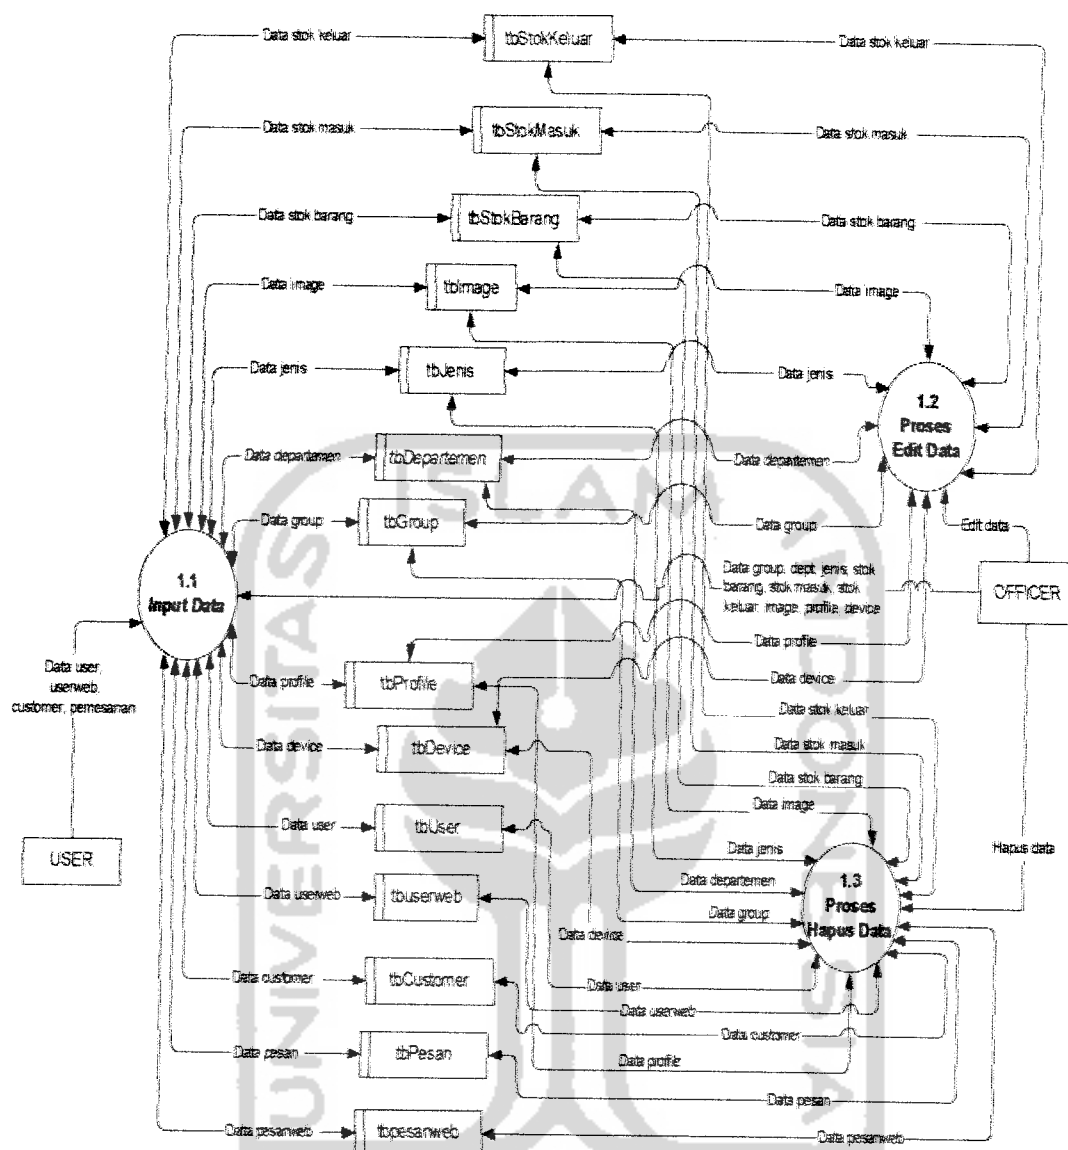 Data stok keluar
tbStokKeluar
Data stok keluar
Data stok masuk
tbStokMasuk
Data stok masuk
Data stok barang
tbStokBarang
Data stok barang
Data image
tbImage
Data image
Data jenis
tbJenis
Data jenis
1.2
Proses
Edit Data
Data departemen
tbDepartemen
Data departemen
Data group
tbGroup
Data group
Edit data
1.1
Input Data
Data group, dept, jenis, stok
barang, stok masuk, stok
keluar, image, profile, device
OFFICER
Data profile
Data user,
userweb,
customer, pemesanan
Data profile
tbProfile
Data device
Data stok keluar
Data device
tbDevice
Data stok masuk
Data stok barang
Data image
Data user
tbUser
USER
Data jenis
Hapus data
1.3
Proses
Hapus Data
Data userweb
tbuserweb
Data departemen
Data group
Data device
Data customer
tbCustomer
Data user
Data userweb
Data customer
Data pesan
tbPesan
Data profile
Data pesan
Data pesanweb
tbpesanweb
Data pesanweb
ISLAM
UNIVERSITAS
INDONESIA